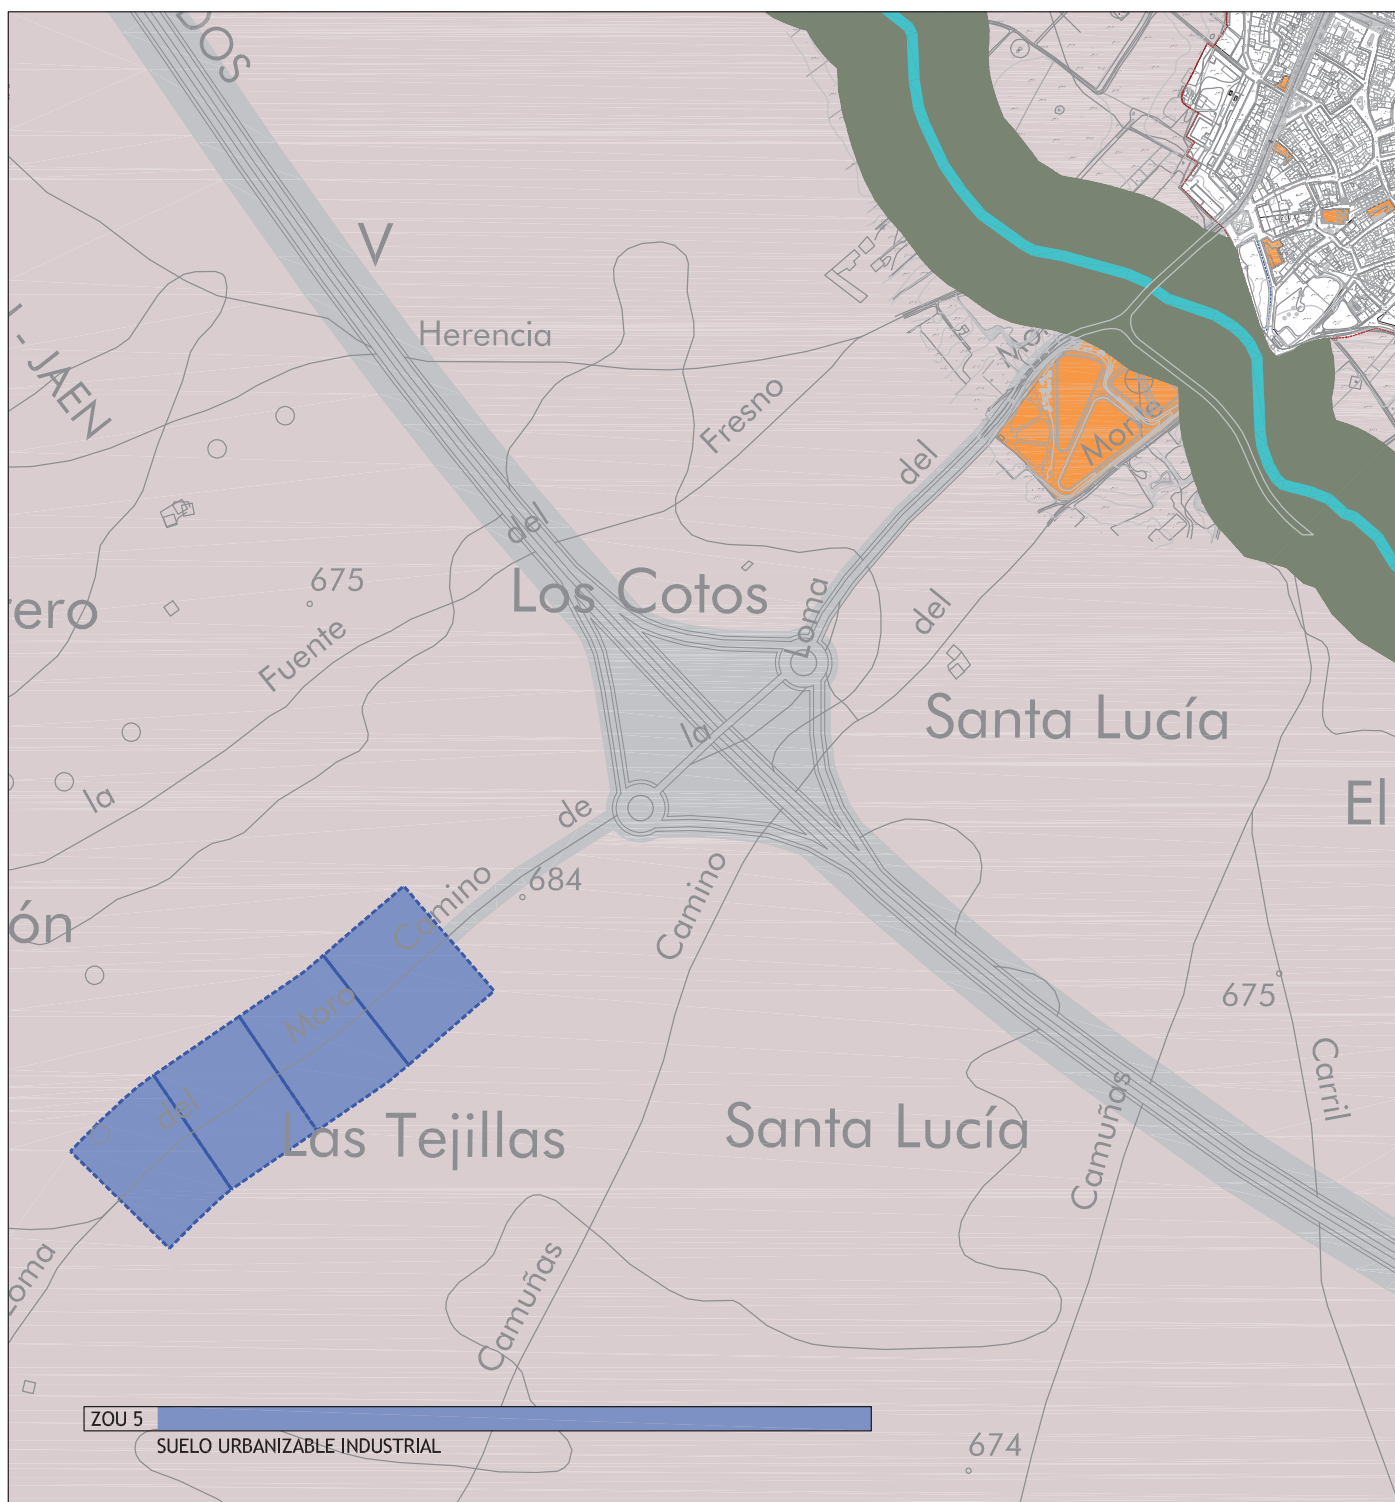 DOS
V
- JAEN
Herencia
Fresno
del
Monte
del
675
Los Cotos
Loma
del
rero
Fuente
Santa Lucía
la
la
de
El
684
Camino
Camino
ón
675
Moro
del
Carril
Las Tejillas
Santa Lucía
Camuñas
Camuñas
Loma
ZOU 5
SUELO URBANIZABLE INDUSTRIAL
674